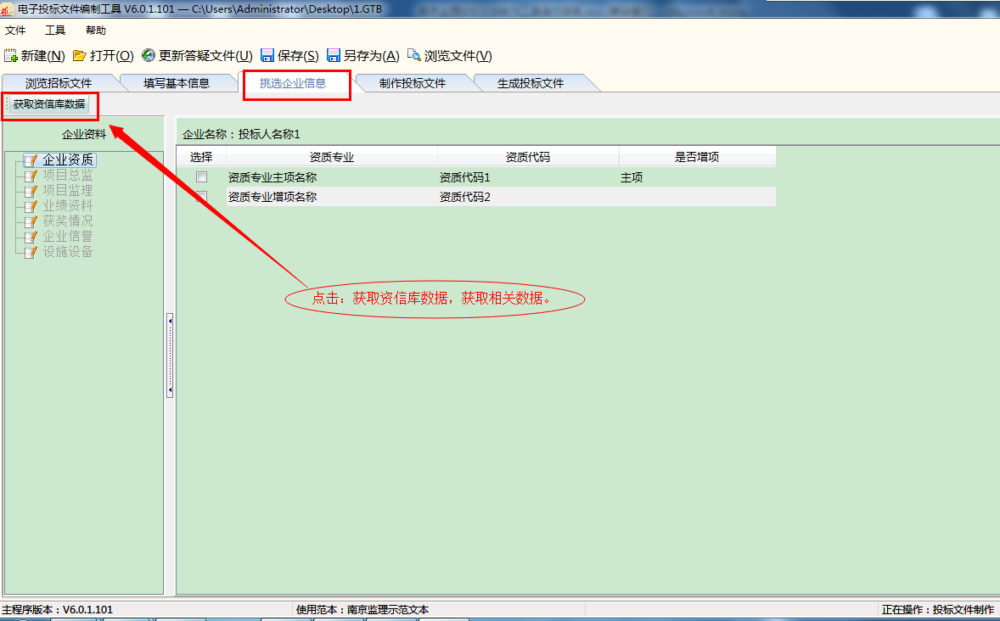 电子投标文件编制工具 V6.0.1.101 — C:\Users\Administrator\Desktop\1.GTB
文件 工具 帮助
新建(N) 打开(O) 更新答疑文件(U) 保存(S) 另存为(A) 浏览文件(V)
浏览招标文件 填写基本信息 挑选企业信息 制作投标文件 生成投标文件
获取资信库数据
企业资料
企业资质
项目总监
项目监理
业绩资料
获奖情况
企业信誉
设施设备
企业名称：投标人名称1
选择 资质专业 资质代码 是否增项
资质专业主项名称 资质代码1 主项
资质专业增项名称 资质代码2
点击：获取资信库数据，获取相关数据。
主程序版本：V6.0.1.101 使用范本：南京监理示范文本 正在操作：投标文件制作